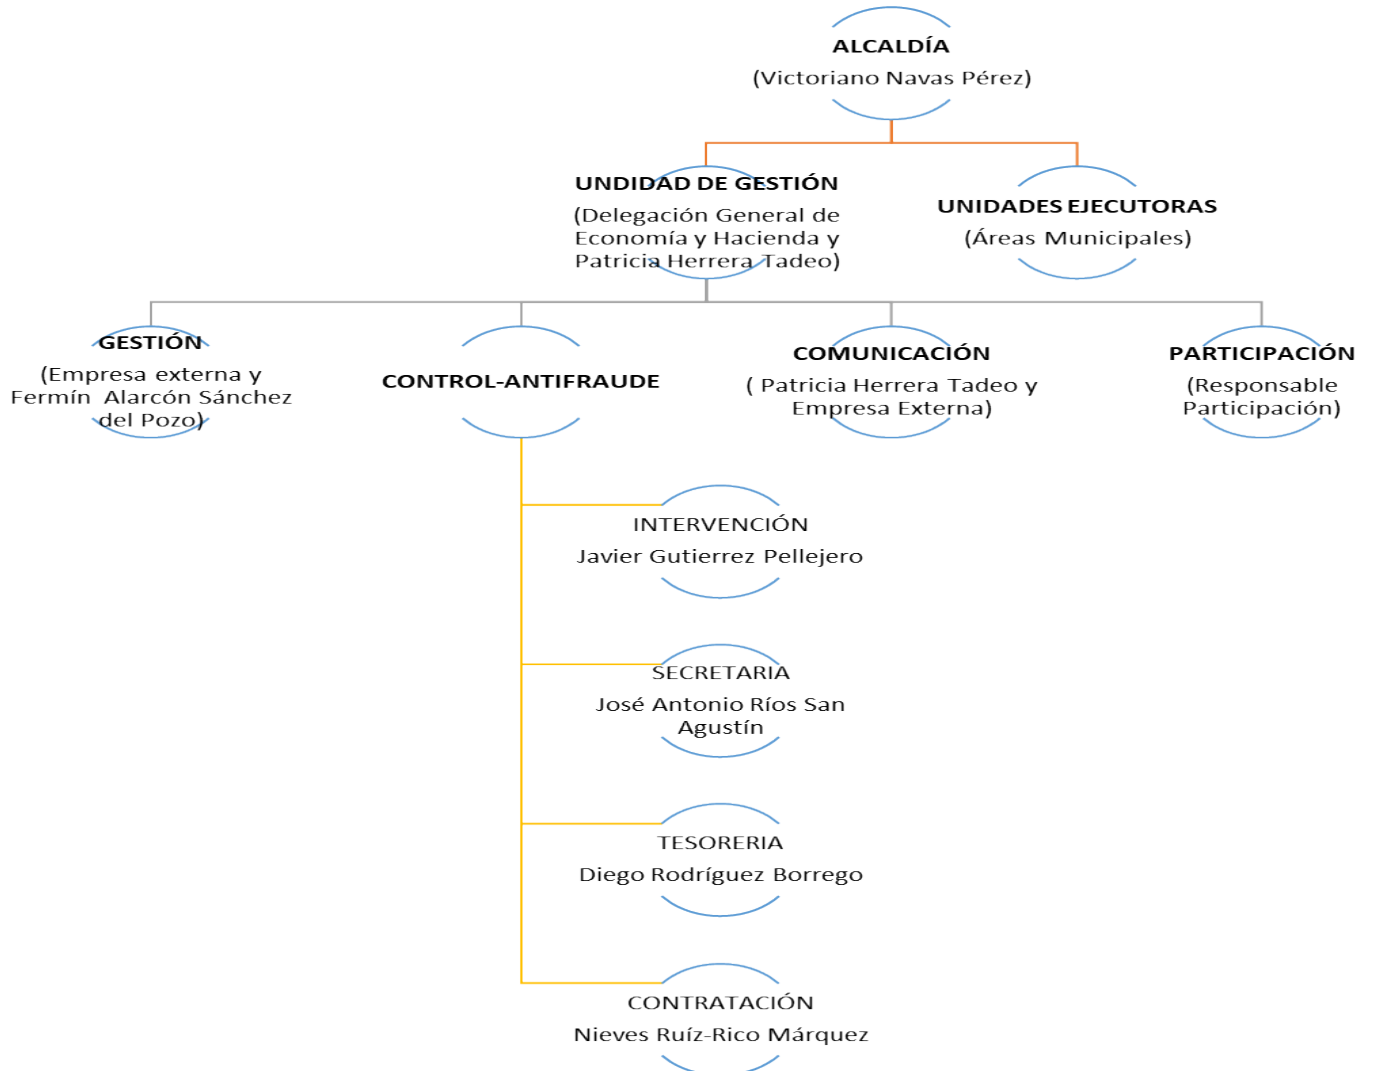 ALCALDÍA
(Victoriano Navas Pérez)
UNDIDAD DE GESTIÓN
(Delegación General de
Economía y Hacienda y
Patricia Herrera Tadeo)
UNIDADES EJECUTORAS
(Áreas Municipales)
GESTIÓN
(Empresa externa y
Fermín Alarcón Sánchez
del Pozo)
CONTROL-ANTIFRAUDE
COMUNICACIÓN
( Patricia Herrera Tadeo y
Empresa Externa)
PARTICIPACIÓN
(Responsable
Participación)
INTERVENCIÓN
Javier Gutierrez Pellejero
SECRETARIA
José Antonio Ríos San
Agustín
TESORERIA
Diego Rodríguez Borrego
CONTRATACIÓN
Nieves Ruíz-Rico Márquez